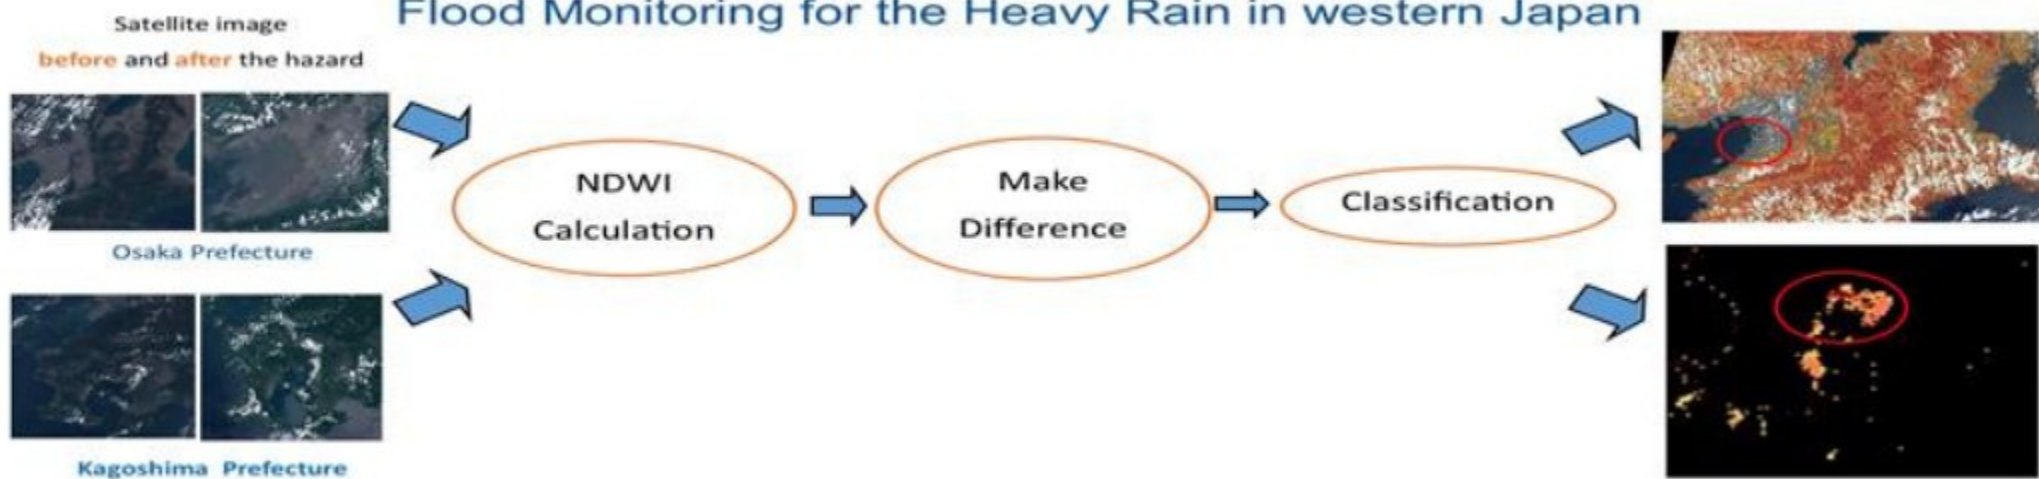 Flood Monitoring for the Heavy Rain in western Japan
Satellite image
before and after the hazard
Osaka Prefecture
Kagoshima Prefecture
NDWI
Calculation
Make
Difference
Classification